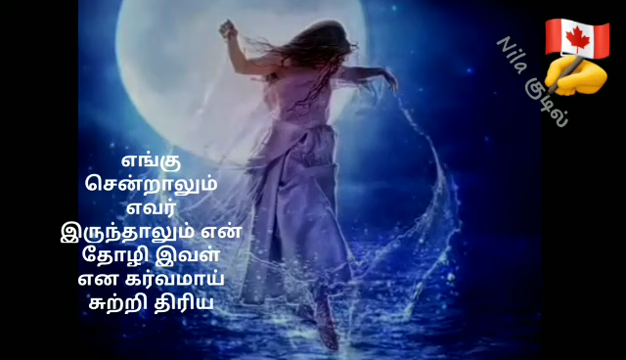 Nila குடில்
எங்கு
சென்றாலும்
எவர்
இருந்தாலும் என்
தோழி இவள்
என கர்வமாய்
சுற்றி திரிய